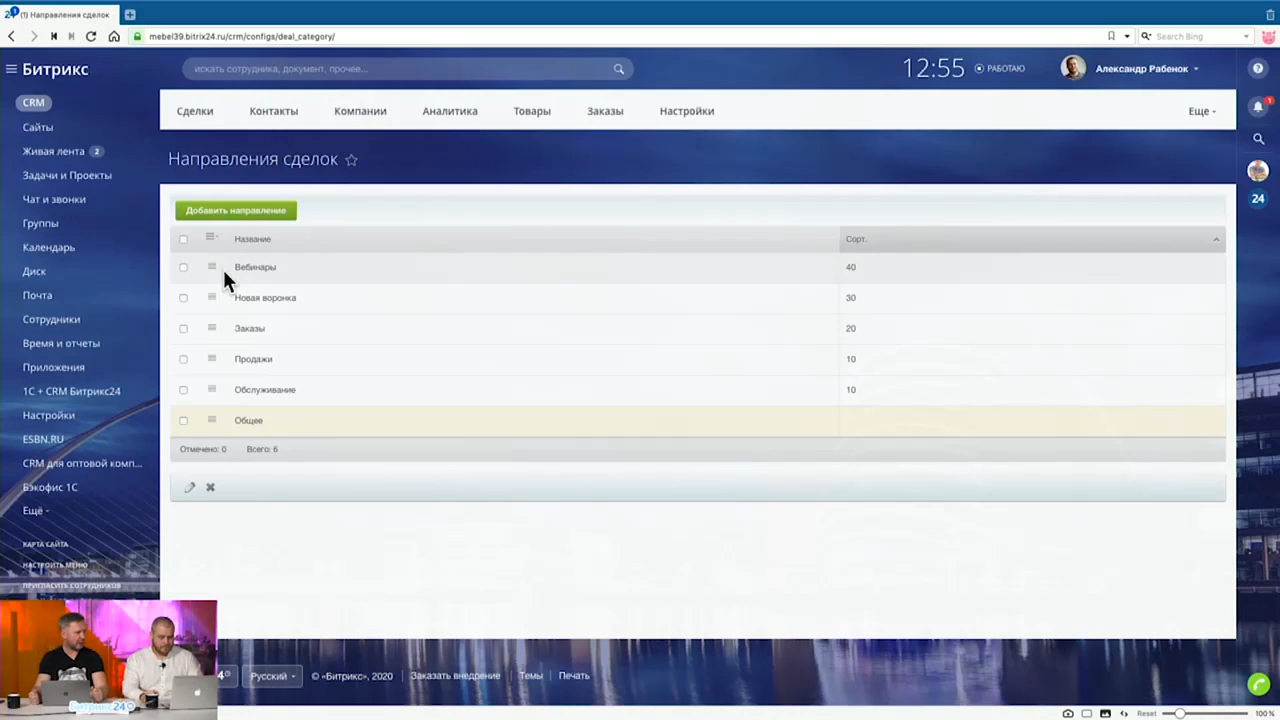 (1) Направления сделок
mebel39.bitrix24.ru/crm/configs/deal_category/
Search Bing
Битрикс
искать сотрудника, документ, прочее...
12:55
РАБОТАЮ
Александр Рабенок
CRM
Сайты
Живая лента 2
Задачи и Проекты
Чат и звонки
Группы
Календарь
Диск
Почта
Сотрудники
Время и отчеты
Приложения
1С + CRM Битрикс24
Настройки
ESBN.RU
CRM для оптовой комп...
Бэкофис 1С
Ещё
КАРТА САЙТА
НАСТРОИТЬ МЕНЮ
ПРИГЛАСИТЬ СОТРУДНИКОВ
Сделки Контакты Компании Аналитика Товары Заказы Настройки Еще
1
24
Направления сделок
Добавить направление
Название Сорт.
Вебинары 40
Новая воронка 30
Заказы 20
Продажи 10
Обслуживание 10
Общее
Отмечено: 0 Всего: 6
Русский © «Битрикс», 2020 Заказать внедрение Темы Печать
Битрикс24
Reset 100 %